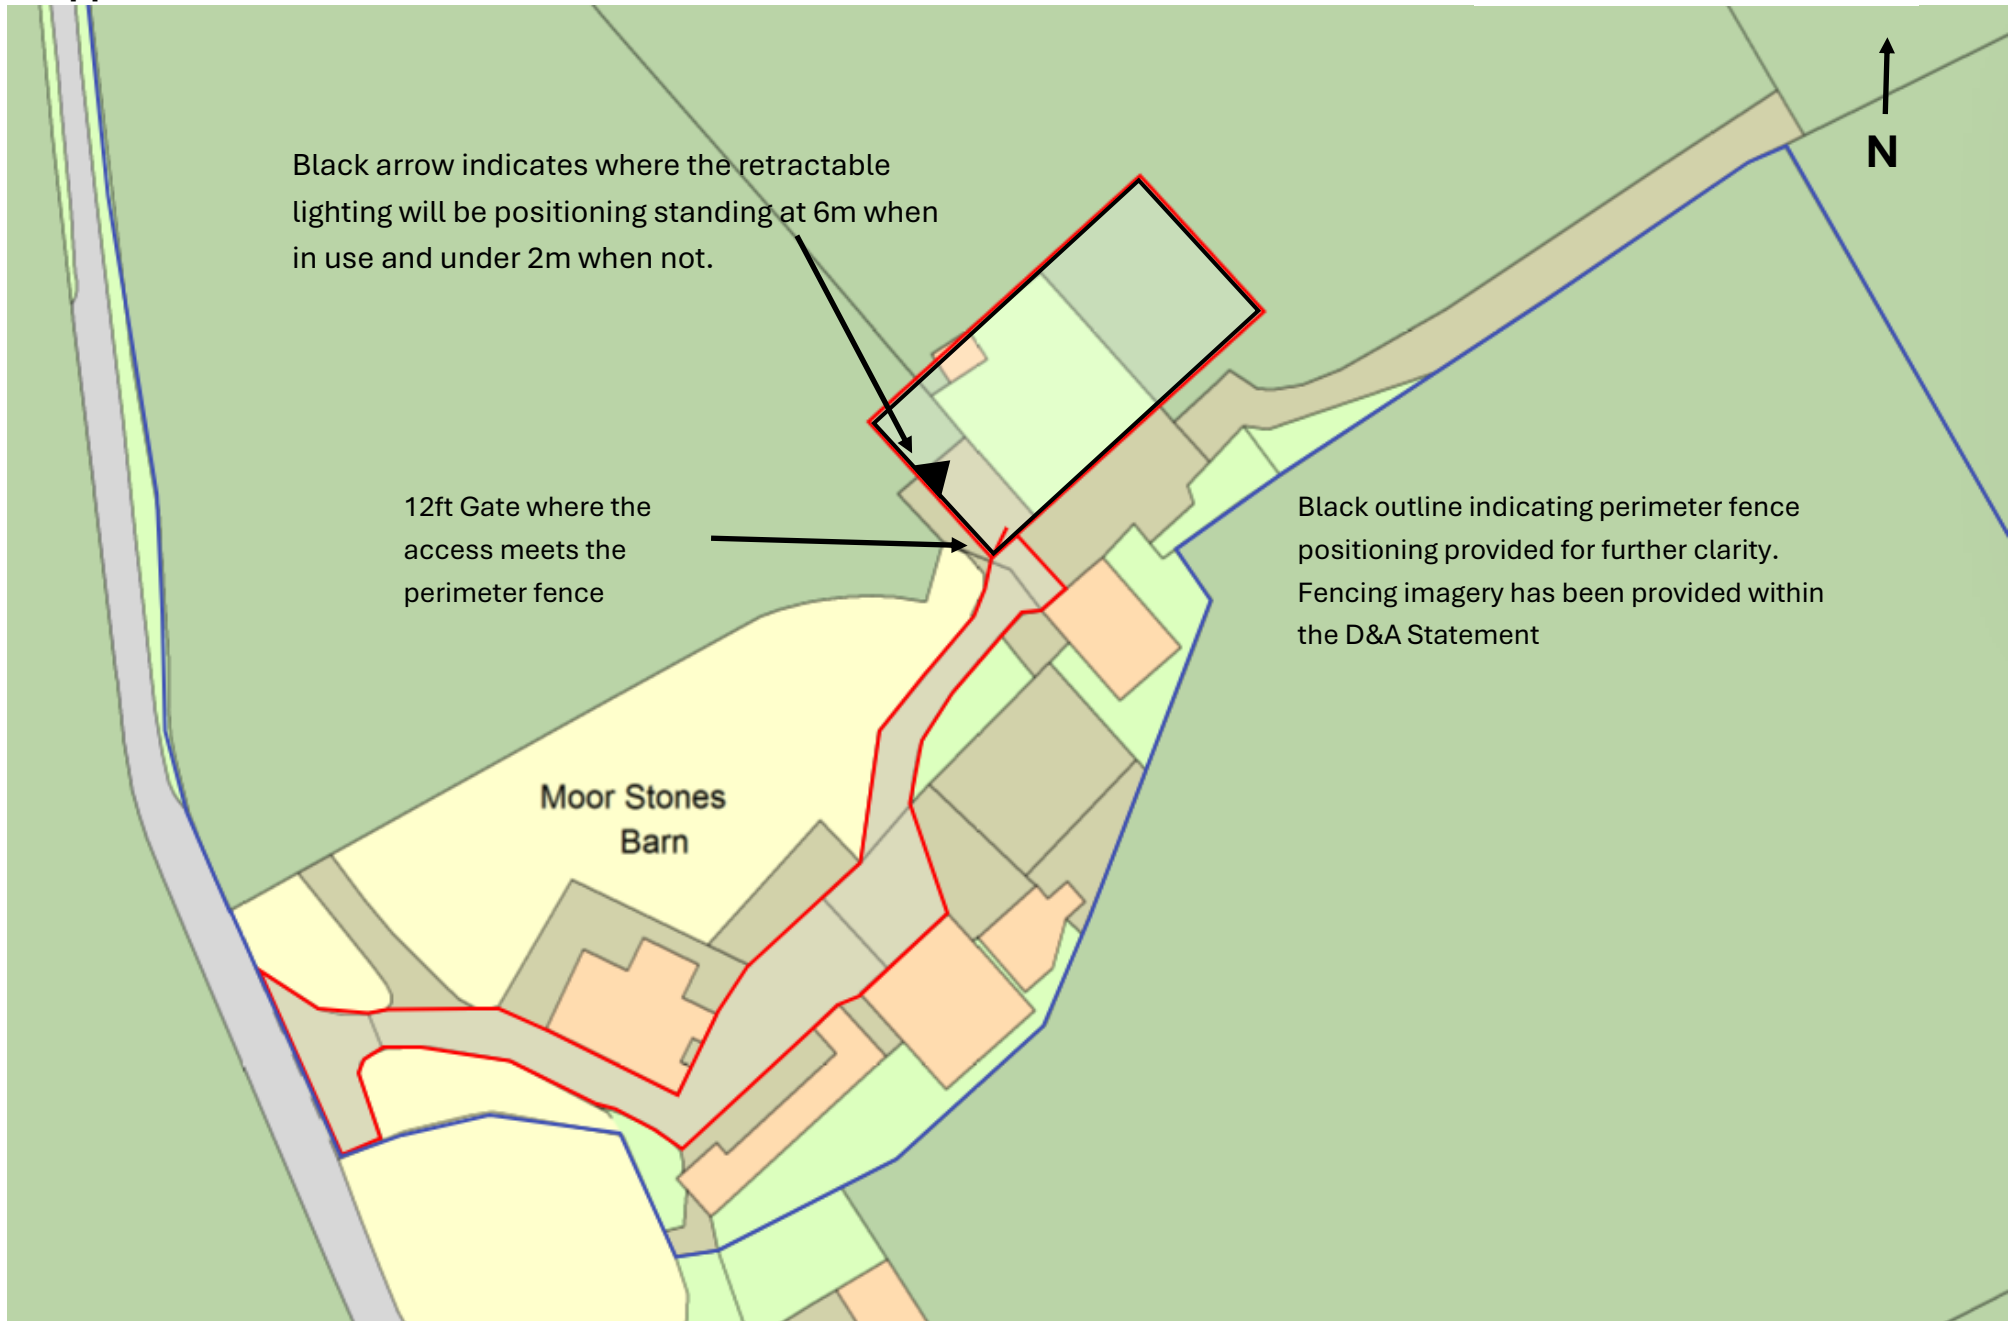 N
Black arrow indicates where the retractable
lighting will be positioning standing at 6m when
in use and under 2m when not.
12ft Gate where the
access meets the
perimeter fence
Black outline indicating perimeter fence
positioning provided for further clarity.
Fencing imagery has been provided within
the D&A Statement
Moor Stones
Barn